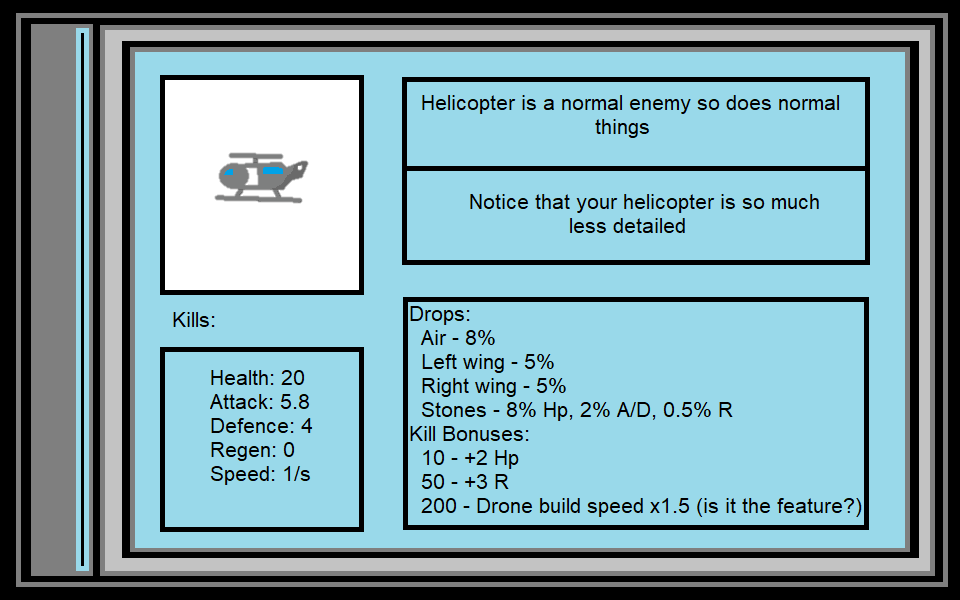 Helicopter is a normal enemy so does normal
things
Notice that your helicopter is so much
less detailed
Kills:
Health: 20
Attack: 5.8
Defence: 4
Regen: 0
Speed: 1/s
Drops:
Air - 8%
Left wing - 5%
Right wing - 5%
Stones - 8% Hp, 2% A/D, 0.5% R
Kill Bonuses:
10 - +2 Hp
50 - +3 R
200 - Drone build speed x1.5 (is it the feature?)